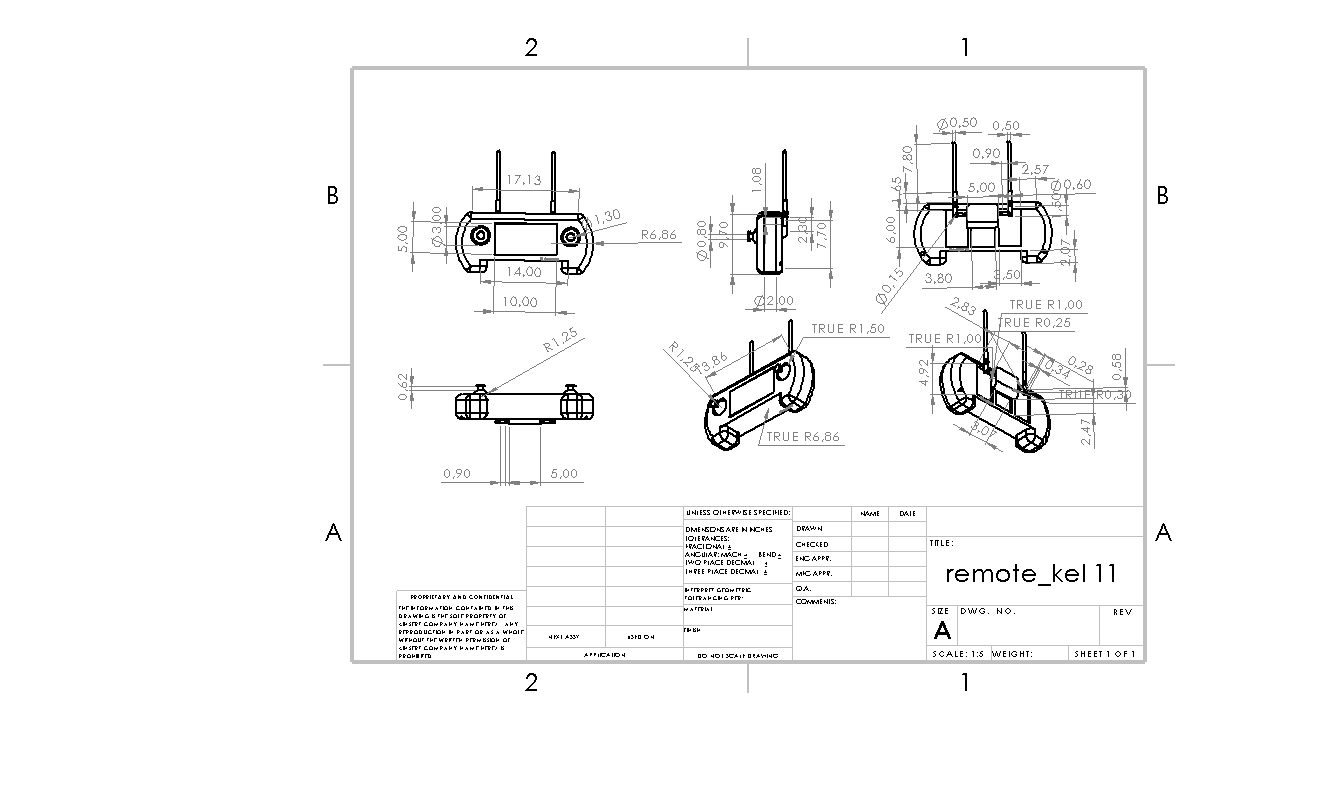 2 1
B B
Ø0,50 0,50
7,80
0,90
2,57
1,65
5,00
Ø0,60
6,00
2,07
3,80 3,50
Ø0,15
17,13
1,30
5,00
Ø3,00
R6,86
14,00
10,00
1,08
Ø0,80
9,70
2,30
7,70
Ø2,00
R1,25
0,62
0,90 5,00
R1,25
13,86
TRUE R1,50
TRUE R6,86
2,83
TRUE R1,00
TRUE R0,25
TRUE R1,00
4,92
0,28
0,34
0,58
TRUE R0,30
3,07
2,47
A A
UNLESS OTHERWISE SPECIFIED:
DIMENSIONS ARE IN INCHES
TOLERANCES:
FRACTIONAL ±
ANGULAR: MACH ± BEND ±
TWO PLACE DECIMAL ±
THREE PLACE DECIMAL ±
INTERPRET GEOMETRIC
TOLERANCING PER:
MATERIAL
FINISH
DO NOT SCALE DRAWING
NAME DATE
DRAWN
CHECKED
ENG APPR.
MFG APPR.
Q.A.
COMMENTS:
TITLE:
remote_kel 11
SIZE DWG. NO. REV
A
SCALE: 1:5 WEIGHT: SHEET 1 OF 1
PROPRIETARY AND CONFIDENTIAL
THE INFORMATION CONTAINED IN THIS
DRAWING IS THE SOLE PROPERTY OF
<INSERT COMPANY NAME HERE>. ANY
REPRODUCTION IN PART OR AS A WHOLE
WITHOUT THE WRITTEN PERMISSION OF
<INSERT COMPANY NAME HERE> IS
PROHIBITED.
NEXT ASSY USED ON
APPLICATION
2 1